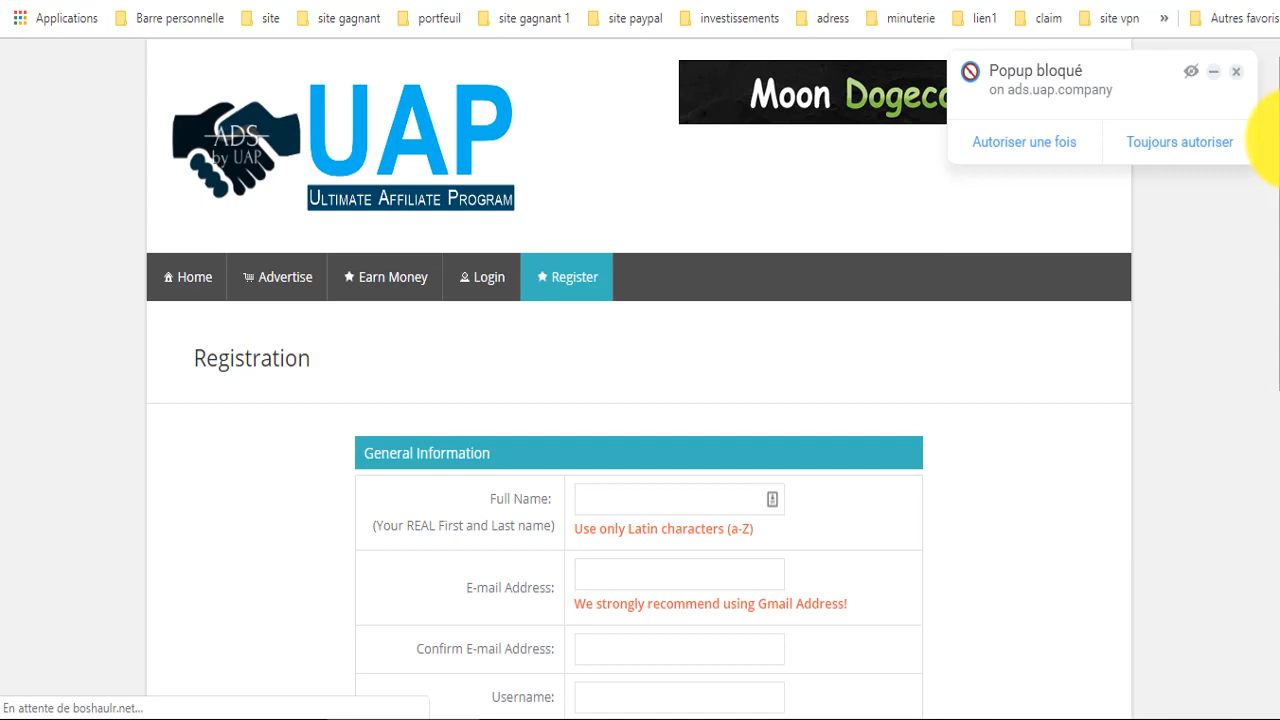 Applications Barre personnelle site site gagnant portfeuil site gagnant 1 site paypal investissements adress minuterie lien1 claim site vpn » Autres favoris
Popup bloqué
on ads.uap.company
Autoriser une fois Toujours autoriser
Moon Dogeco
ADS
by UAP
UAP
ULTIMATE AFFILIATE PROGRAM
Home Advertise Earn Money Login Register
Registration
General Information
Full Name:
(Your REAL First and Last name)
Use only Latin characters (a-Z)
E-mail Address:
We strongly recommend using Gmail Address!
Confirm E-mail Address:
Username:
En attente de boshaulr.net...